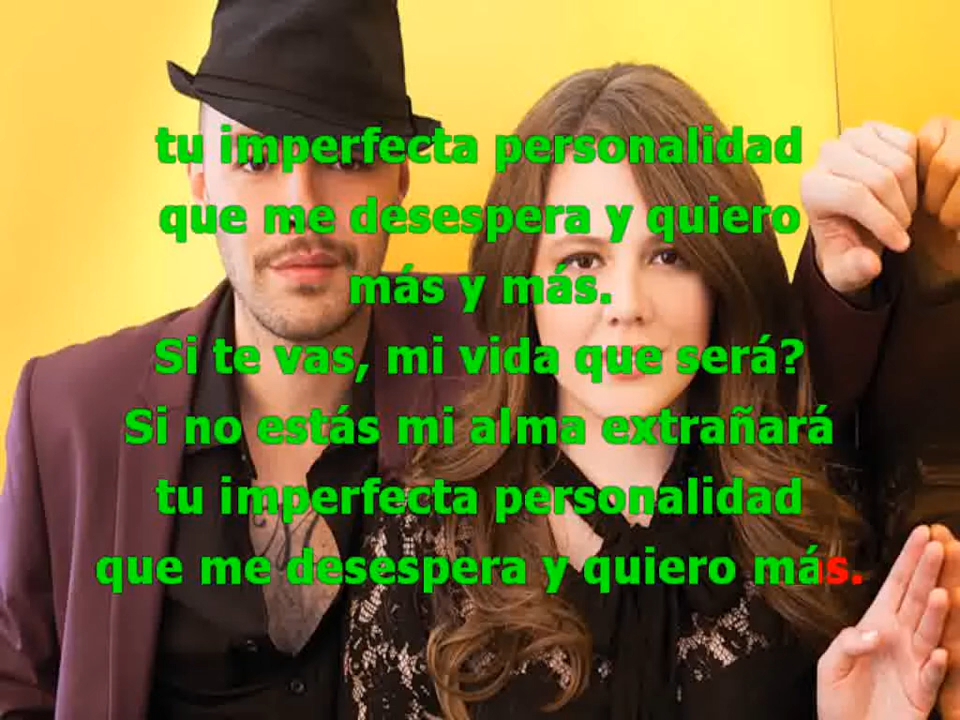 tu imperfecta personalidad
que me desespera y quiero
más y más.
Si te vas, mi vida que será?
Si no estás mi alma extrañará
tu imperfecta personalidad
que me desespera y quiero más.